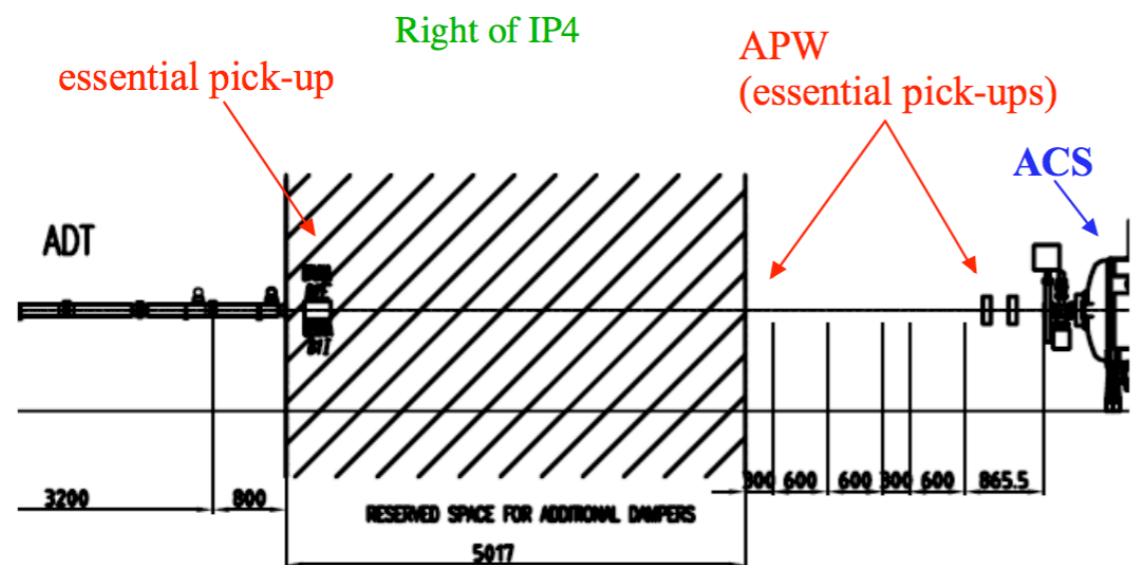 Right of IP4
essential pick-up
APW
(essential pick-ups)
ACS
ADT
3200
800
300
600
600
300
600
865.5
RESERVED SPACE FOR ADDITIONAL DAMPERS
5017